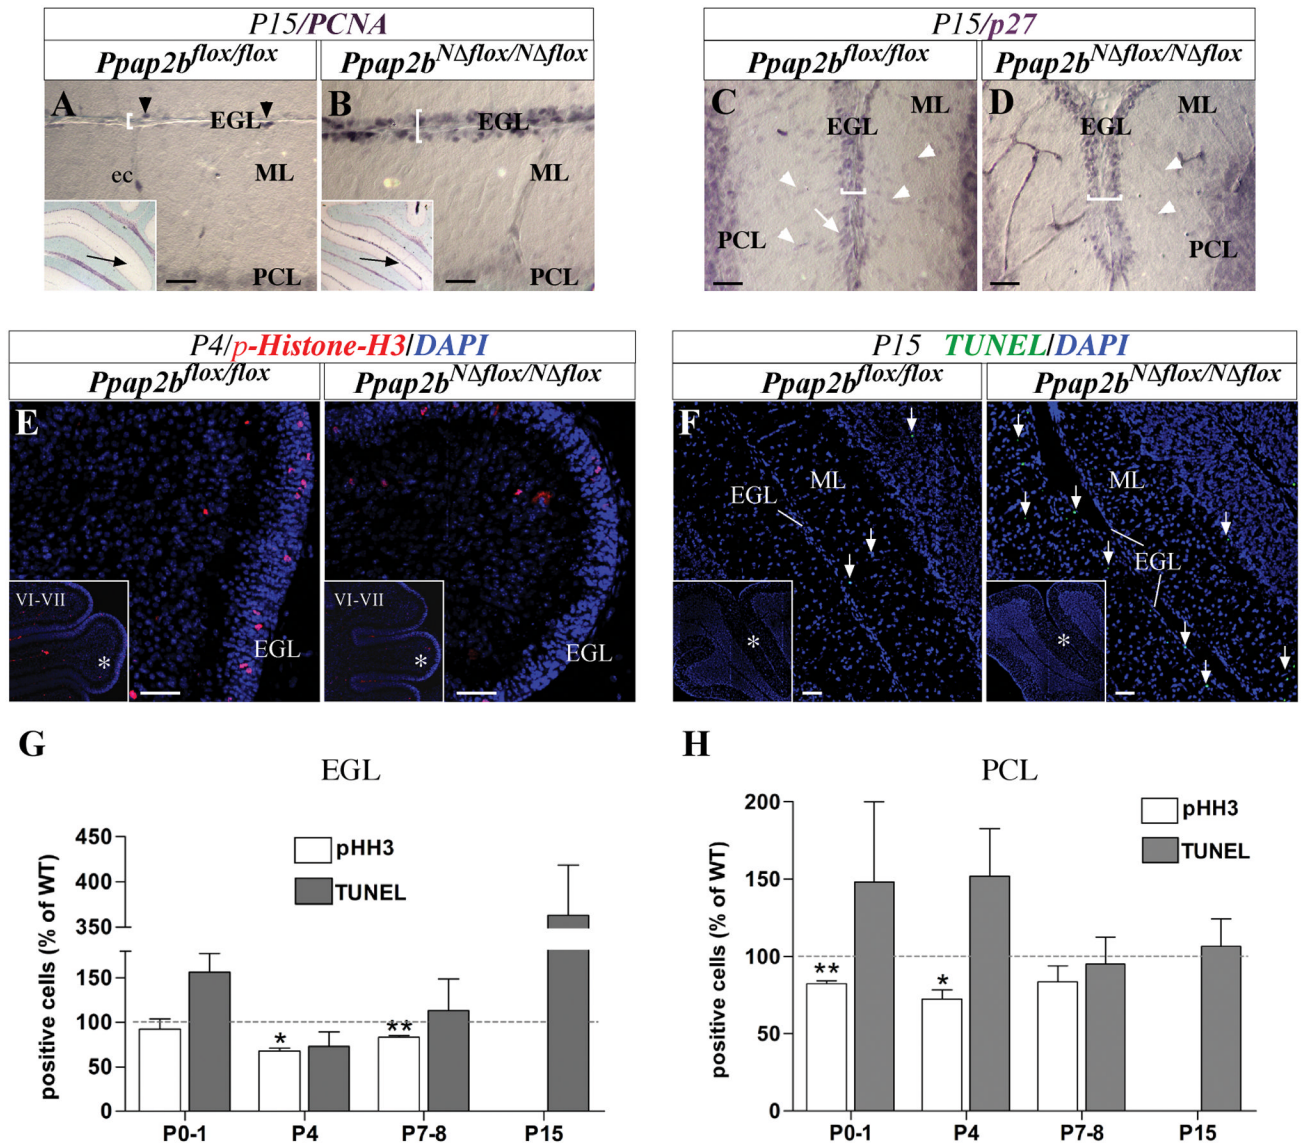 P15/PCNA
Ppap2b^flox/flox Ppap2b^NΔflox/NΔflox
A
EGL
ec
ML
PCL
B
EGL
ML
PCL
P15/p27
Ppap2b^flox/flox Ppap2b^NΔflox/NΔflox
C
ML
EGL
PCL
D
ML
EGL
PCL
P4/p-Histone-H3/DAPI
Ppap2b^flox/flox Ppap2b^NΔflox/NΔflox
E
VI-VII
*
EGL
VI-VII
*
EGL
P15 TUNEL/DAPI
Ppap2b^flox/flox Ppap2b^NΔflox/NΔflox
F
ML
EGL
*
ML
EGL
*
G
EGL
positive cells (% of WT)
450
400
350
150
100
50
0
pHH3
TUNEL
*
**
P0-1 P4 P7-8 P15
H
PCL
positive cells (% of WT)
200
150
100
50
0
pHH3
TUNEL
**
*
P0-1 P4 P7-8 P15